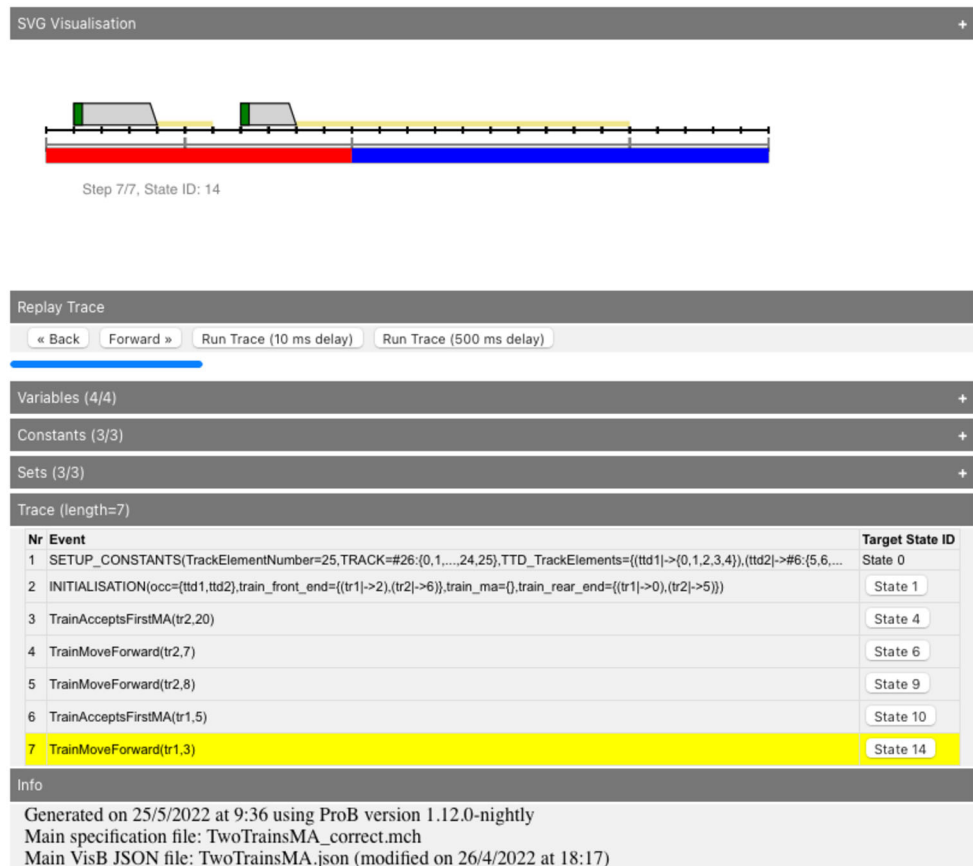 SVG Visualisation +
Step 7/7, State ID: 14
Replay Trace
« Back Forward » Run Trace (10 ms delay) Run Trace (500 ms delay)
Variables (4/4) +
Constants (3/3) +
Sets (3/3) +
Trace (length=7)
Nr Event Target State ID
1 SETUP_CONSTANTS(TrackElementNumber=25,TRACK=#26:{0,1,...,24,25},TTD_TrackElements={(ttd1|->{0,1,2,3,4}),(ttd2|->#6:{5,6,... State 0
2 INITIALISATION(occ={ttd1,ttd2},train_front_end={(tr1|->2),(tr2|->6)},train_ma={},train_rear_end={(tr1|->0),(tr2|->5)}) State 1
3 TrainAcceptsFirstMA(tr2,20) State 4
4 TrainMoveForward(tr2,7) State 6
5 TrainMoveForward(tr2,8) State 9
6 TrainAcceptsFirstMA(tr1,5) State 10
7 TrainMoveForward(tr1,3) State 14
Info
Generated on 25/5/2022 at 9:36 using ProB version 1.12.0-nightly
Main specification file: TwoTrainsMA_correct.mch
Main VisB JSON file: TwoTrainsMA.json (modified on 26/4/2022 at 18:17)